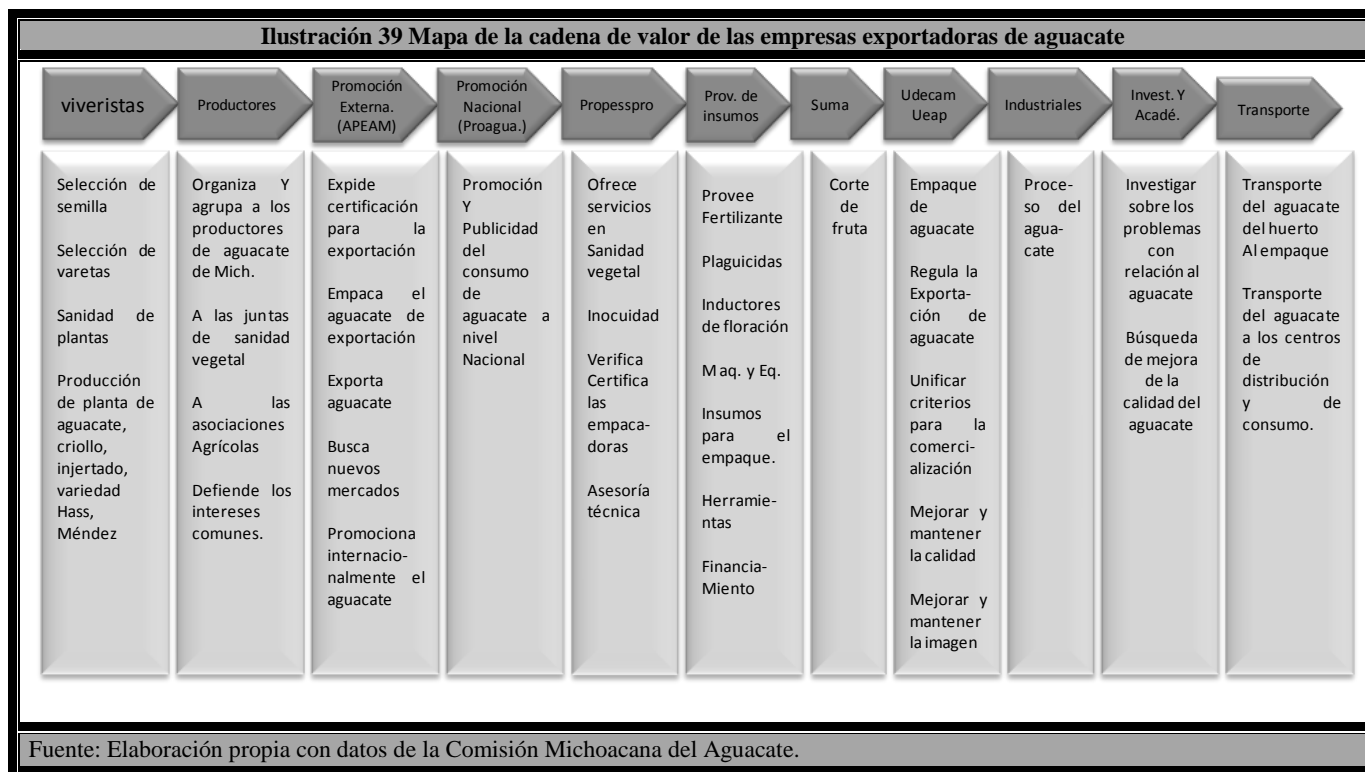 Ilustración 39 Mapa de la cadena de valor de las empresas exportadoras de aguacate
viveristas
Productores
Promoción
Externa.
(APEAM)
Promoción
Nacional
(Proagua.)
Propesspro
Prov. de
insumos
Suma
Udecam
Ueap
Industriales
Invest. Y
Acadé.
Transporte
Selección de
semilla
Selección de
varetas
Sanidad de
plantas
Producción
de planta de
aguacate,
criollo,
injertado,
variedad
Hass,
Méndez
Organiza Y
agrupa a los
productores
de aguacate
de Mich.
A las juntas
de sanidad
vegetal
A las
asociaciones
Agrícolas
Defiende los
intereses
comunes.
Expide
certificación
para la
exportación
Empaca el
aguacate de
exportación
Exporta
aguacate
Busca
nuevos
mercados
Promociona
internacio-
nalmente el
aguacate
Promoción
Y
Publicidad
del
consumo
de
aguacate a
nivel
Nacional
Ofrece
servicios
en
Sanidad
vegetal
Inocuidad
Verifica
Certifica
las
empaca-
doras
Asesoría
técnica
Provee
Fertilizante
Plaguicidas
Inductores
de floración
Maq. y Eq.
Insumos
para el
empaque.
Herramie-
ntas
Financia-
Miento
Corte
de
fruta
Empaque
de
aguacate
Regula la
Exporta-
ción de
aguacate
Unificar
criterios
para la
comerci-
alización
Mejorar y
mantener
la calidad
Mejorar y
mantener
la imagen
Proce-
so del
agua-
cate
Investigar
sobre los
problemas
con
relación al
aguacate
Búsqueda
de mejora
de la
calidad del
aguacate
Transporte
del aguacate
del huerto
Al empaque
Transporte
del aguacate
a los centros
de
distribución
y de
consumo.
Fuente: Elaboración propia con datos de la Comisión Michoacana del Aguacate.